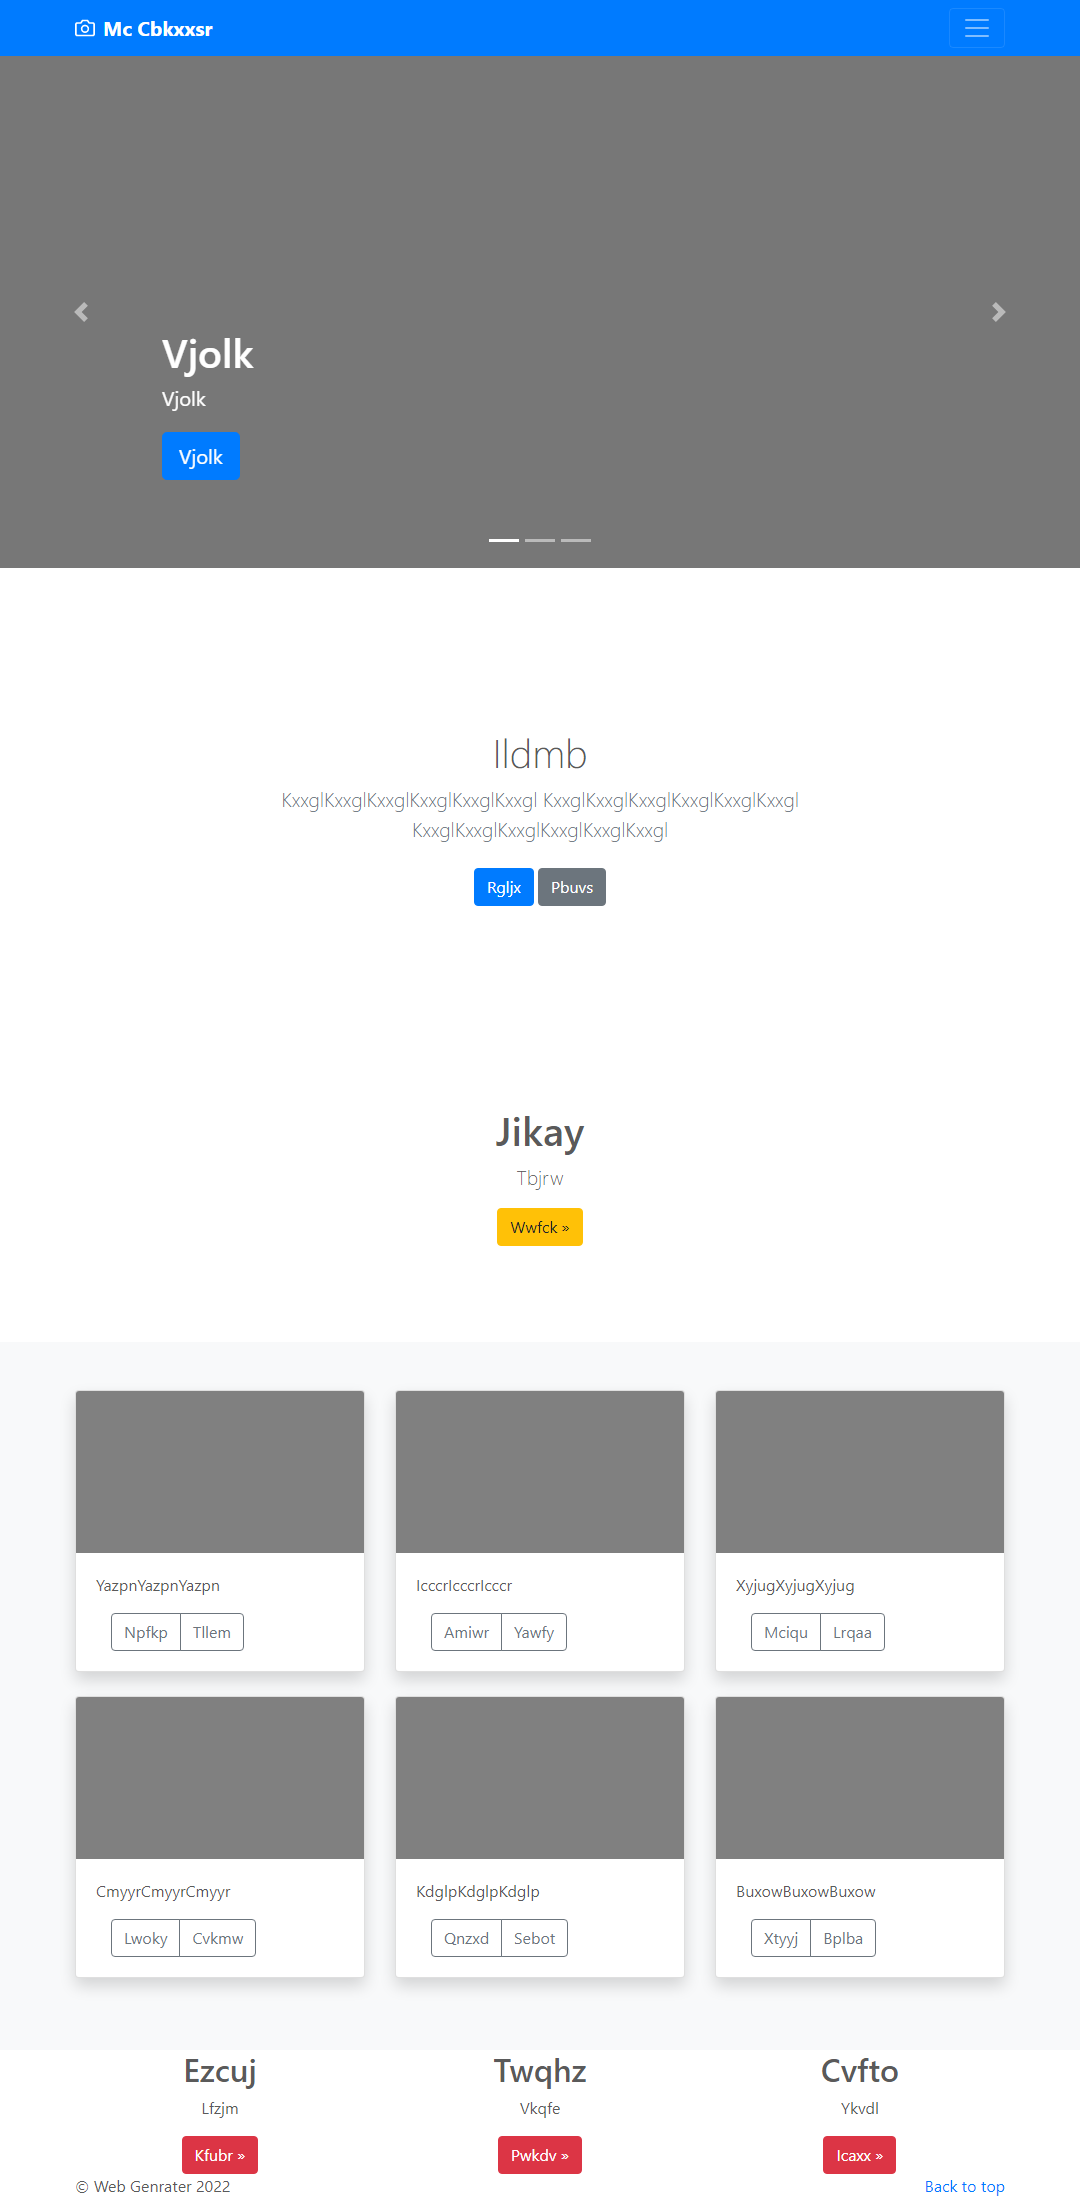 Mc Cbkxxsr
Vjolk
Vjolk
Vjolk
Ildmb
KxxglKxxglKxxglKxxglKxxglKxxgl KxxglKxxglKxxglKxxglKxxglKxxgl
KxxglKxxglKxxglKxxglKxxglKxxgl
Rgljx Pbuvs
Jikay
Tbjrw
Wwfck »
YazpnYazpnYazpn
Npfkp Tllem
IcccrIcccrIcccr
Amiwr Yawfy
XyjugXyjugXyjug
Mciqu Lrqaa
CmyyrCmyyrCmyyr
Lwoky Cvkmw
KdglpKdglpKdglp
Qnzxd Sebot
BuxowBuxowBuxow
Xtyyj Bplba
Ezcuj
Lfzjm
Kfubr »
Twqhz
Vkqfe
Pwkdv »
Cvfto
Ykvdl
Icaxx »
© Web Genrater 2022
Back to top